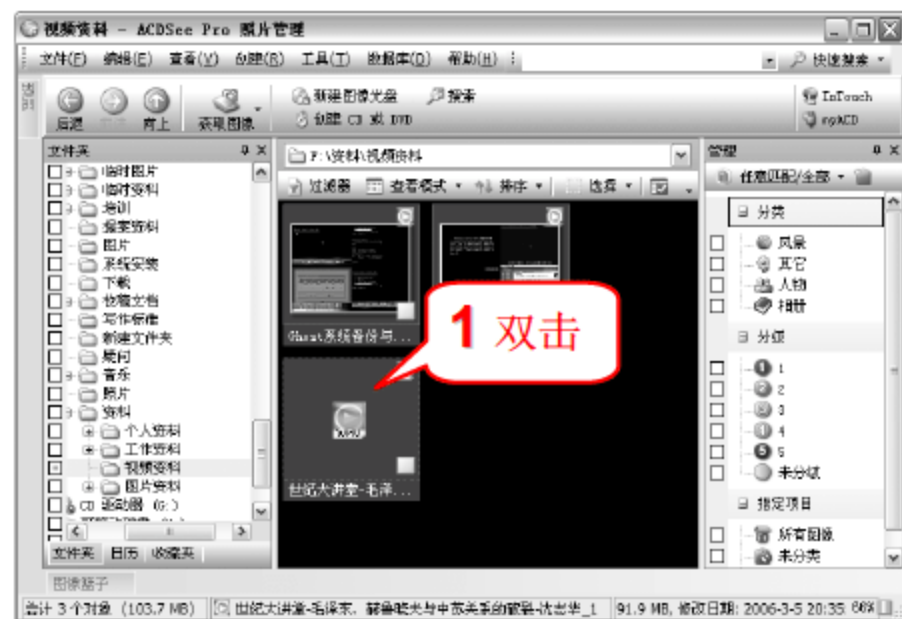 视频资料 - ACDSee Pro 照片管理
文件(F) 编辑(E) 查看(V) 创建(R) 工具(T) 数据库(D) 帮助(H) 快速搜索
后退 向上 获取图像
新建图像光盘 搜索
创建 CD 或 DVD
InTouch
myACD
文件夹
临时图片
临时资料
培训
搜索资料
图片
系统安装
下载
收稿文档
写作标准
新建文件夹
疑问
音乐
照片
资料
个人资料
工作资料
视频资料
图片资料
CD 驱动器 (G:)
文件夹 日历 收藏夹
图像篮子
F:\资料\视频资料
过滤器 查看模式 排序 选择
Ghost系统备份与...
1 双击
世纪大讲堂-毛泽...
管理
任意匹配/全部
分类
风景
其它
人物
相册
分级
1
2
3
4
5
未分级
指定项目
所有图像
未分类
总计 3 个对象 (103.7 MB) 世纪大讲堂-毛泽东、赫鲁晓夫与中苏关系的破裂-沈志华_1 91.9 MB, 修改日期: 2006-3-5 20:35 66%